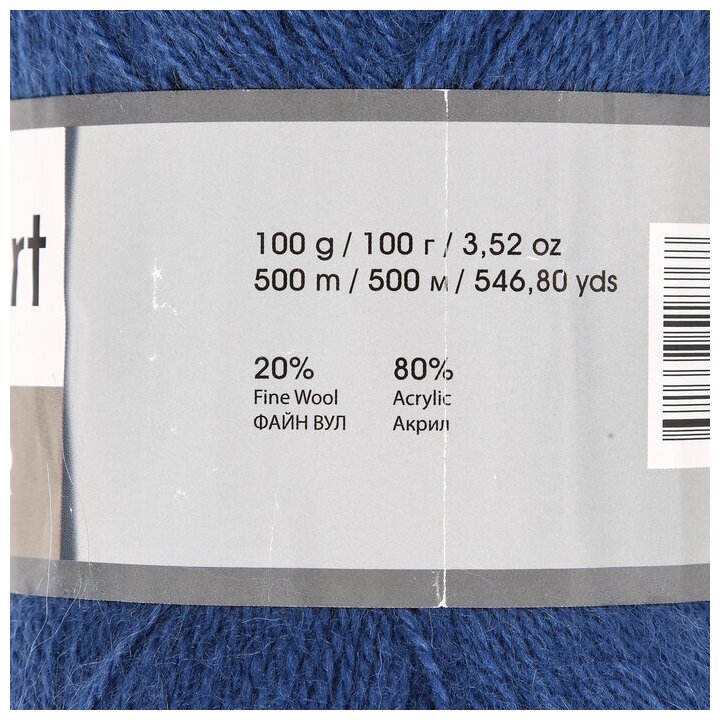 rt
100 g / 100 г / 3,52 oz
500 m / 500 м / 546,80 yds
20% 80%
Fine Wool Acrylic
ФАЙН ВУЛ Акрил